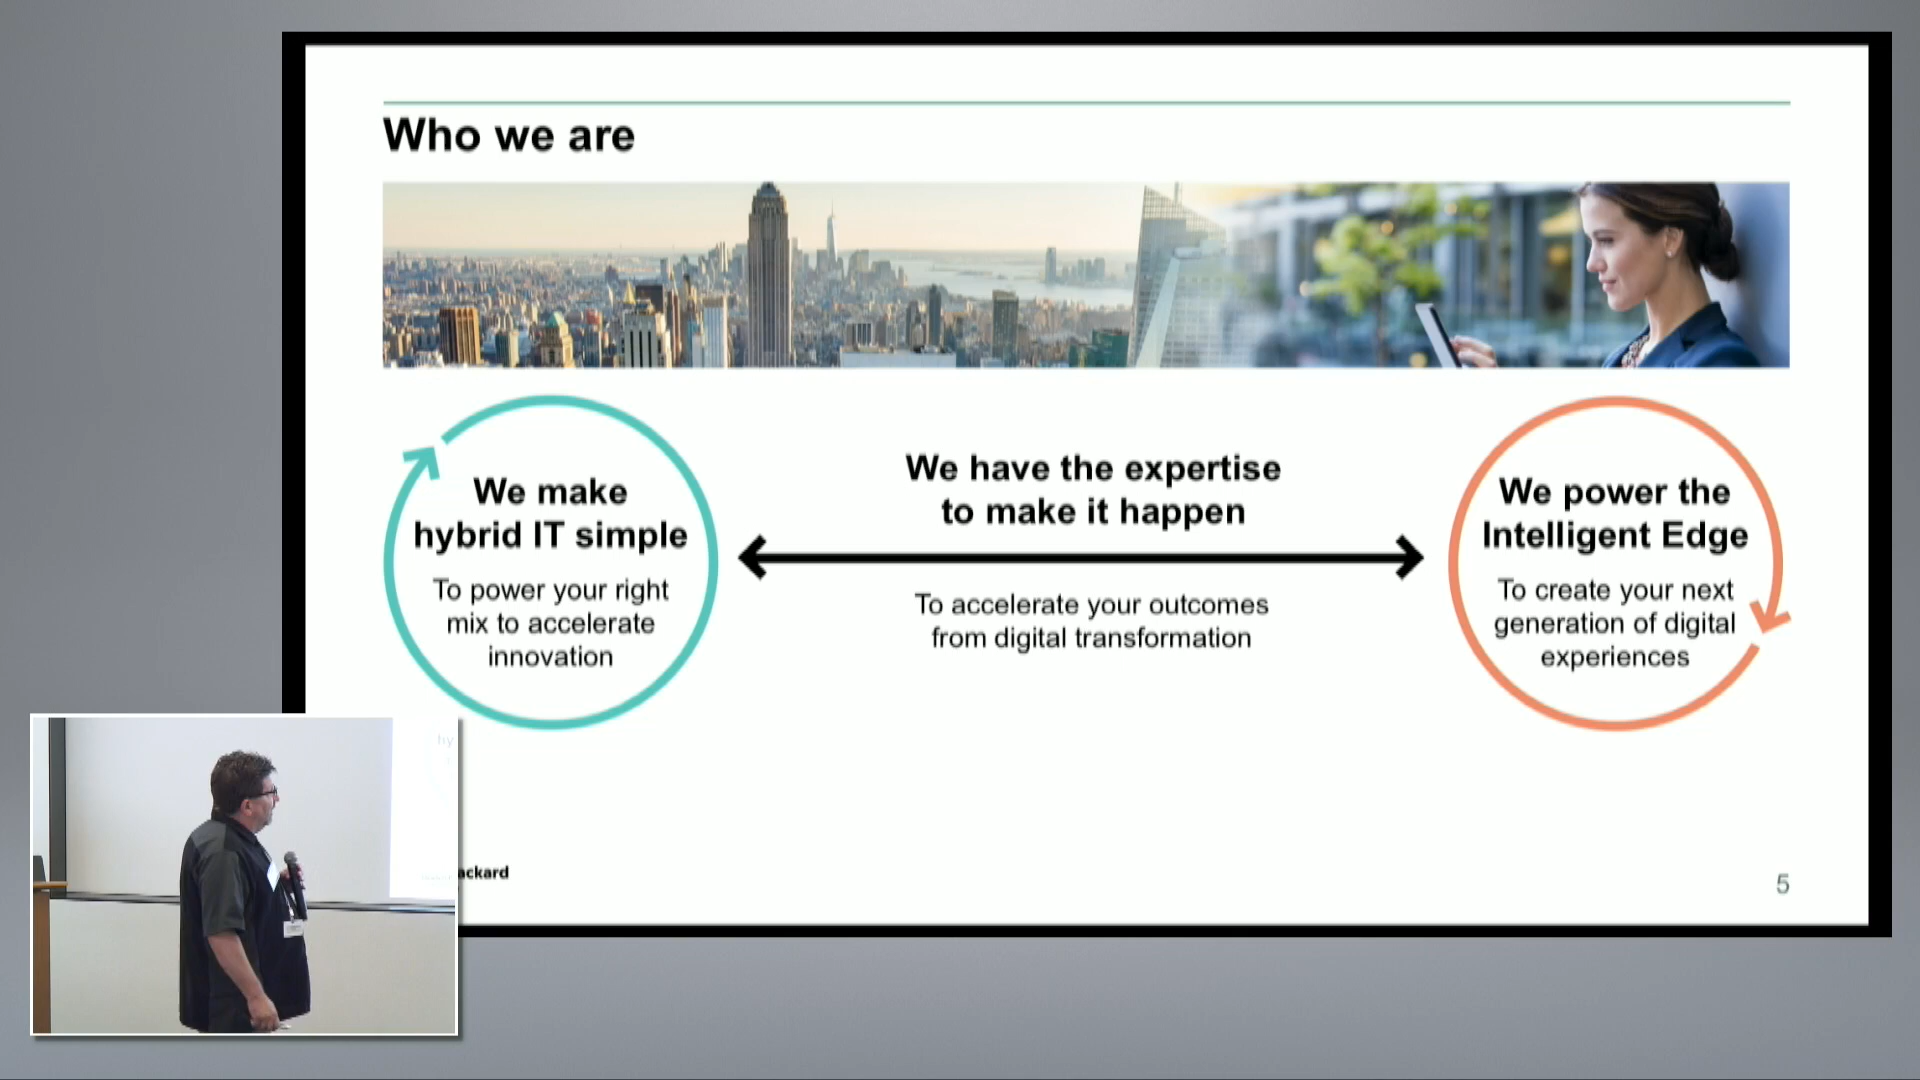 Who we are
We make
hybrid IT simple
To power your right
mix to accelerate
innovation
We have the expertise
to make it happen
To accelerate your outcomes
from digital transformation
We power the
Intelligent Edge
To create your next
generation of digital
experiences
hy
ackard
5